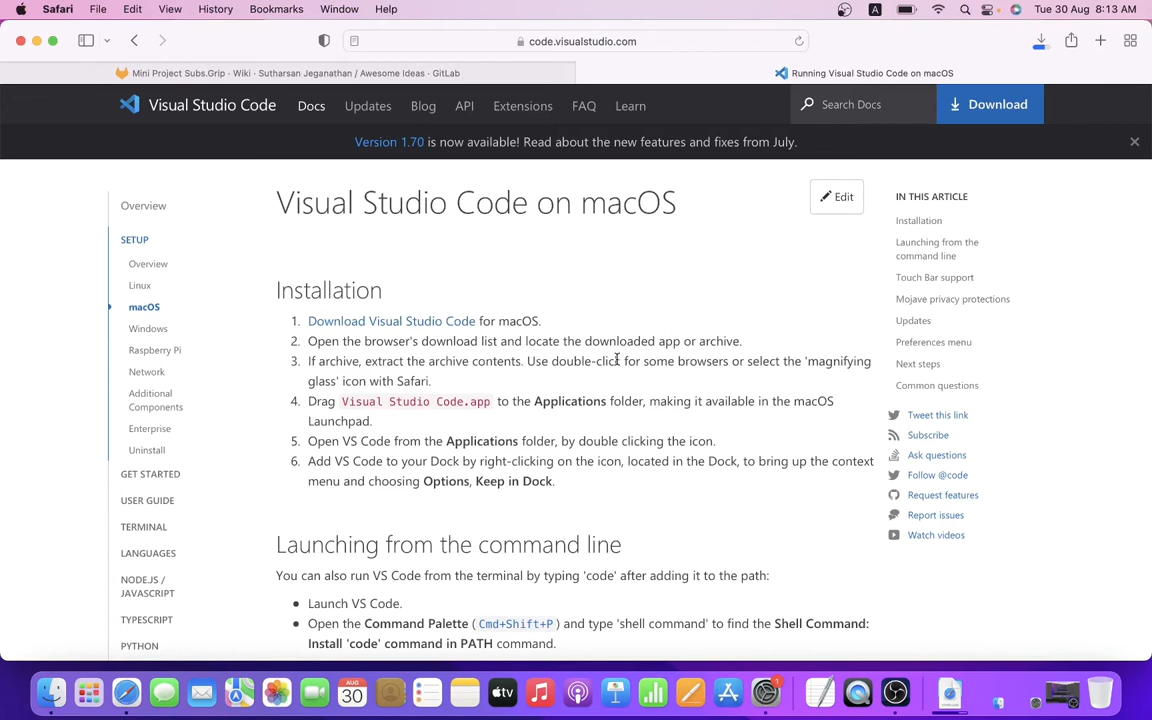 Safari File Edit View History Bookmarks Window Help A Tue 30 Aug 8:13 AM
code.visualstudio.com
Mini Project Subs.Grip · Wiki · Sutharsan Jeganathan / Awesome Ideas · GitLab
Running Visual Studio Code on macOS
Visual Studio Code Docs Updates Blog API Extensions FAQ Learn Search Docs Download
Version 1.70 is now available! Read about the new features and fixes from July.
Overview
SETUP
Overview
Linux
macOS
Windows
Raspberry Pi
Network
Additional
Components
Enterprise
Uninstall
GET STARTED
USER GUIDE
TERMINAL
LANGUAGES
NODE.JS /
JAVASCRIPT
TYPESCRIPT
PYTHON
Visual Studio Code on macOS
Edit
Installation
1. Download Visual Studio Code for macOS.
2. Open the browser's download list and locate the downloaded app or archive.
3. If archive, extract the archive contents. Use double-click for some browsers or select the 'magnifying
glass' icon with Safari.
4. Drag Visual Studio Code.app to the Applications folder, making it available in the macOS
Launchpad.
5. Open VS Code from the Applications folder, by double clicking the icon.
6. Add VS Code to your Dock by right-clicking on the icon, located in the Dock, to bring up the context
menu and choosing Options, Keep in Dock.
Launching from the command line
You can also run VS Code from the terminal by typing 'code' after adding it to the path:
• Launch VS Code.
• Open the Command Palette (Cmd+Shift+P) and type 'shell command' to find the Shell Command:
Install 'code' command in PATH command.
IN THIS ARTICLE
Installation
Launching from the
command line
Touch Bar support
Mojave privacy protections
Updates
Preferences menu
Next steps
Common questions
Tweet this link
Subscribe
Ask questions
Follow @code
Request features
Report issues
Watch videos
AUG
30
tv
1